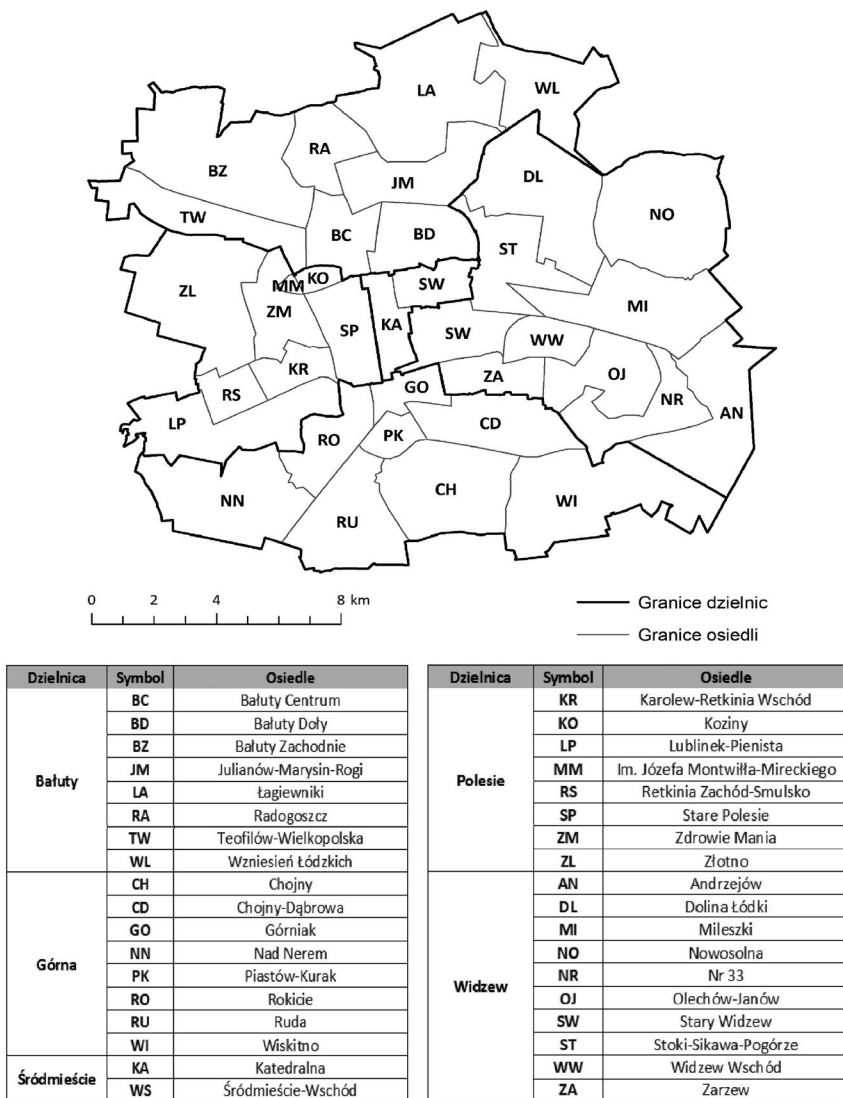 LA
WL
RA
BZ
JM
DL
NO
TW
BC
BD
ST
ZL
MM
KO
SW
MI
ZM
SP
KA
SW
WW
KR
ZA
OJ
RS
GO
NR
AN
LP
RO
PK
CD
NN
RU
CH
WI
0 2 4 8 km
Granice dzielnic
Granice osiedli
Dzielnica Symbol Osiedle
Bałuty
BC Bałuty Centrum
BD Bałuty Doły
BZ Bałuty Zachodnie
JM Julianów-Marysin-Rogi
LA Łagiewniki
RA Radogoszcz
TW Teofilów-Wielkopolska
WL Wzniesień Łódzkich
Górna
CH Chojny
CD Chojny-Dąbrowa
GO Górniak
NN Nad Nerem
PK Piastów-Kurak
RO Rokicie
RU Ruda
WI Wiskitno
Śródmieście
KA Katedralna
WS Śródmieście-Wschód
Dzielnica Symbol Osiedle
Polesie
KR Karolew-Retkinia Wschód
KO Koziny
LP Lublinek-Pienista
MM Im. Józefa Montwiłła-Mireckiego
RS Retkinia Zachód-Smulsko
SP Stare Polesie
ZM Zdrowie Mania
ZL Złotno
Widzew
AN Andrzejów
DL Dolina Łódki
MI Mileszki
NO Nowosolna
NR Nr 33
OJ Olechów-Janów
SW Stary Widzew
ST Stoki-Sikawa-Pogórze
WW Widzew Wschód
ZA Zarzew